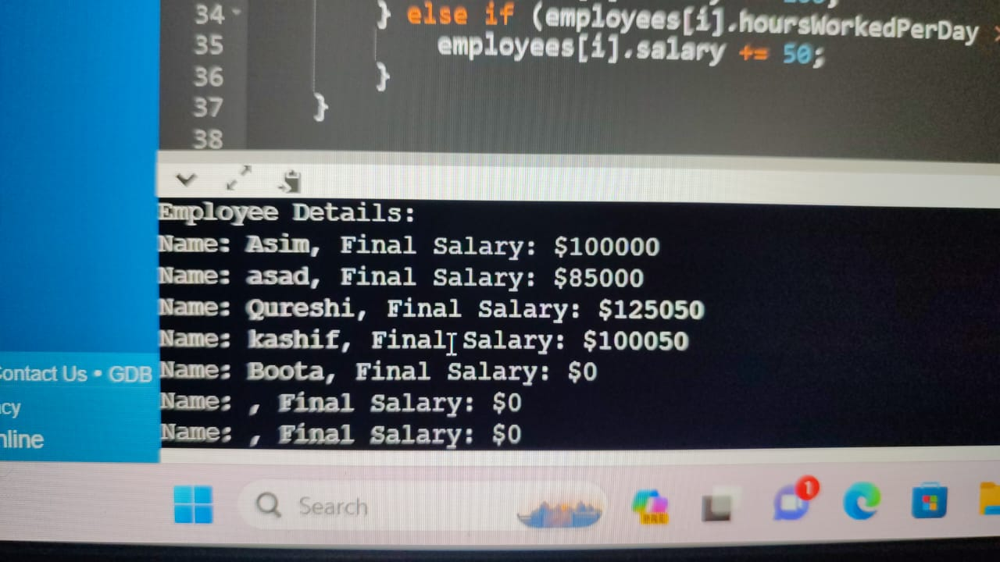 34 } else if (employees[i].hoursWorkedPerDay
35 employees[i].salary += 50;
36 }
37 }
38
Employee Details:
Name: Asim, Final Salary: $100000
Name: asad, Final Salary: $85000
Name: Qureshi, Final Salary: $125050
Name: kashif, Final Salary: $100050
Name: Boota, Final Salary: $0
Name: , Final Salary: $0
Name: , Final Salary: $0
ontact Us • GDB
cy
nline
Search
1